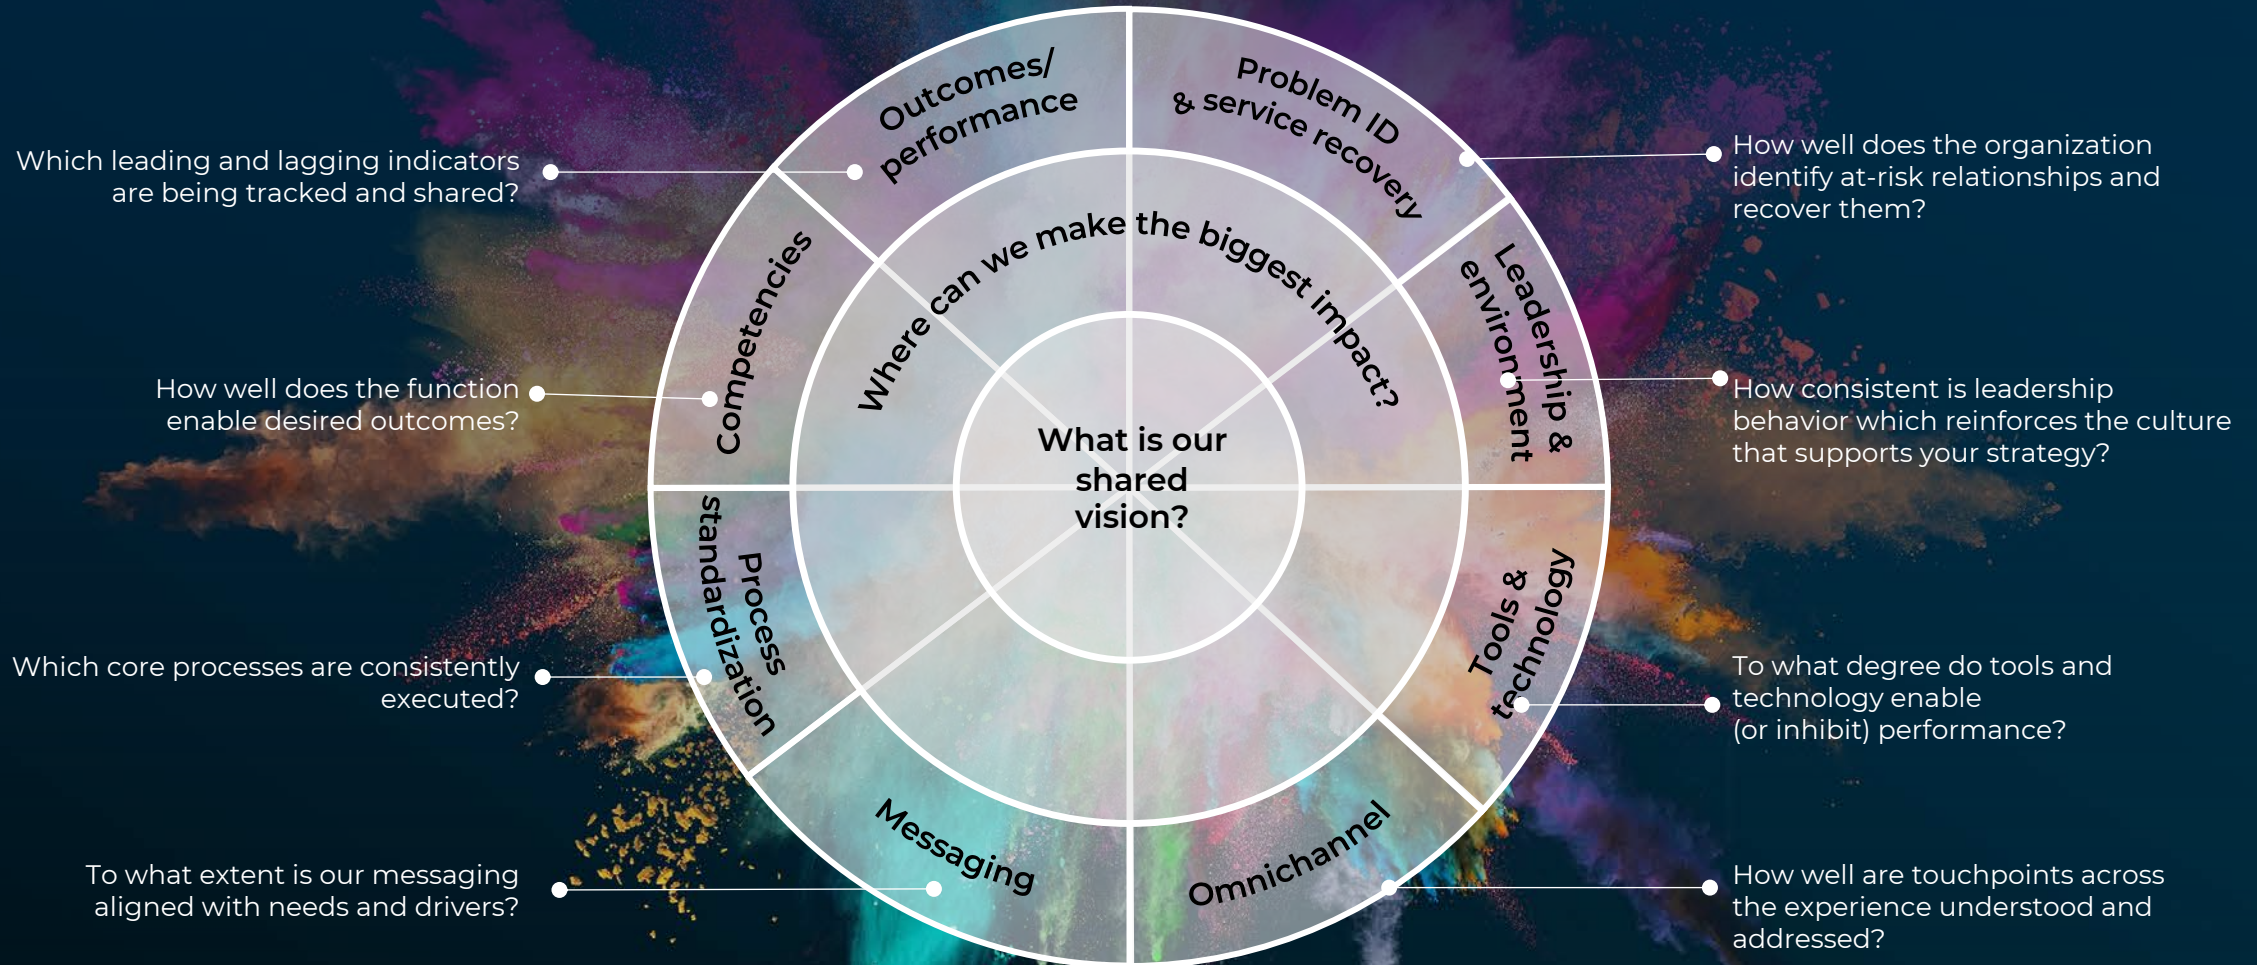 Outcomes/
performance
Problem ID
& service recovery
Leadership &
environment
Tools &
technology
Omnichannel
Messaging
Process
standardization
Competencies
Where can we make the biggest impact?
What is our
shared
vision?
Which leading and lagging indicators
are being tracked and shared?
How well does the function
enable desired outcomes?
Which core processes are consistently
executed?
To what extent is our messaging
aligned with needs and drivers?
How well does the organization
identify at-risk relationships and
recover them?
How consistent is leadership
behavior which reinforces the culture
that supports your strategy?
To what degree do tools and
technology enable
(or inhibit) performance?
How well are touchpoints across
the experience understood and
addressed?